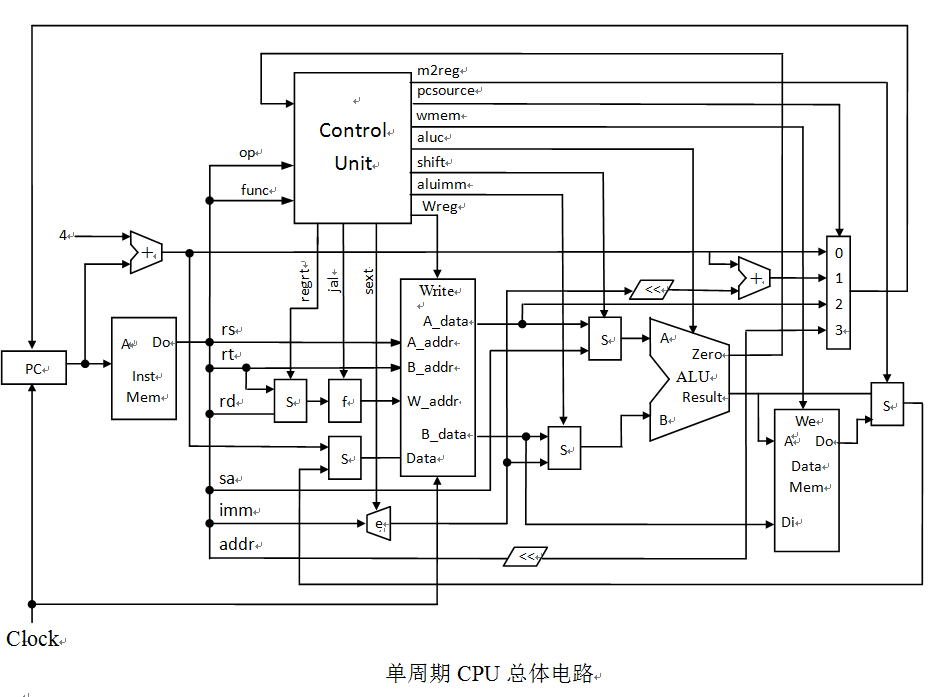 m2reg
pcsource
wmem
aluc
shift
aluimm
Wreg
Control
Unit
op
func
regrt
jal
sext
4
+
PC
A Do
Inst
Mem
rs
rt
rd
sa
imm
addr
S
f
S
e
Write
A_data
A_addr
B_addr
W_addr
B_data
Data
<<
<<
S
S
A
Zero
ALU
Result
B
+
0
1
2
3
S
We
A Do
Data
Mem
Di
Clock
单周期 CPU 总体电路